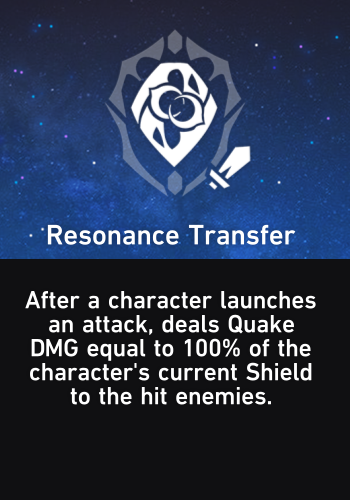 Resonance Transfer
After a character launches
an attack, deals Quake
DMG equal to 100% of the
character's current Shield
to the hit enemies.